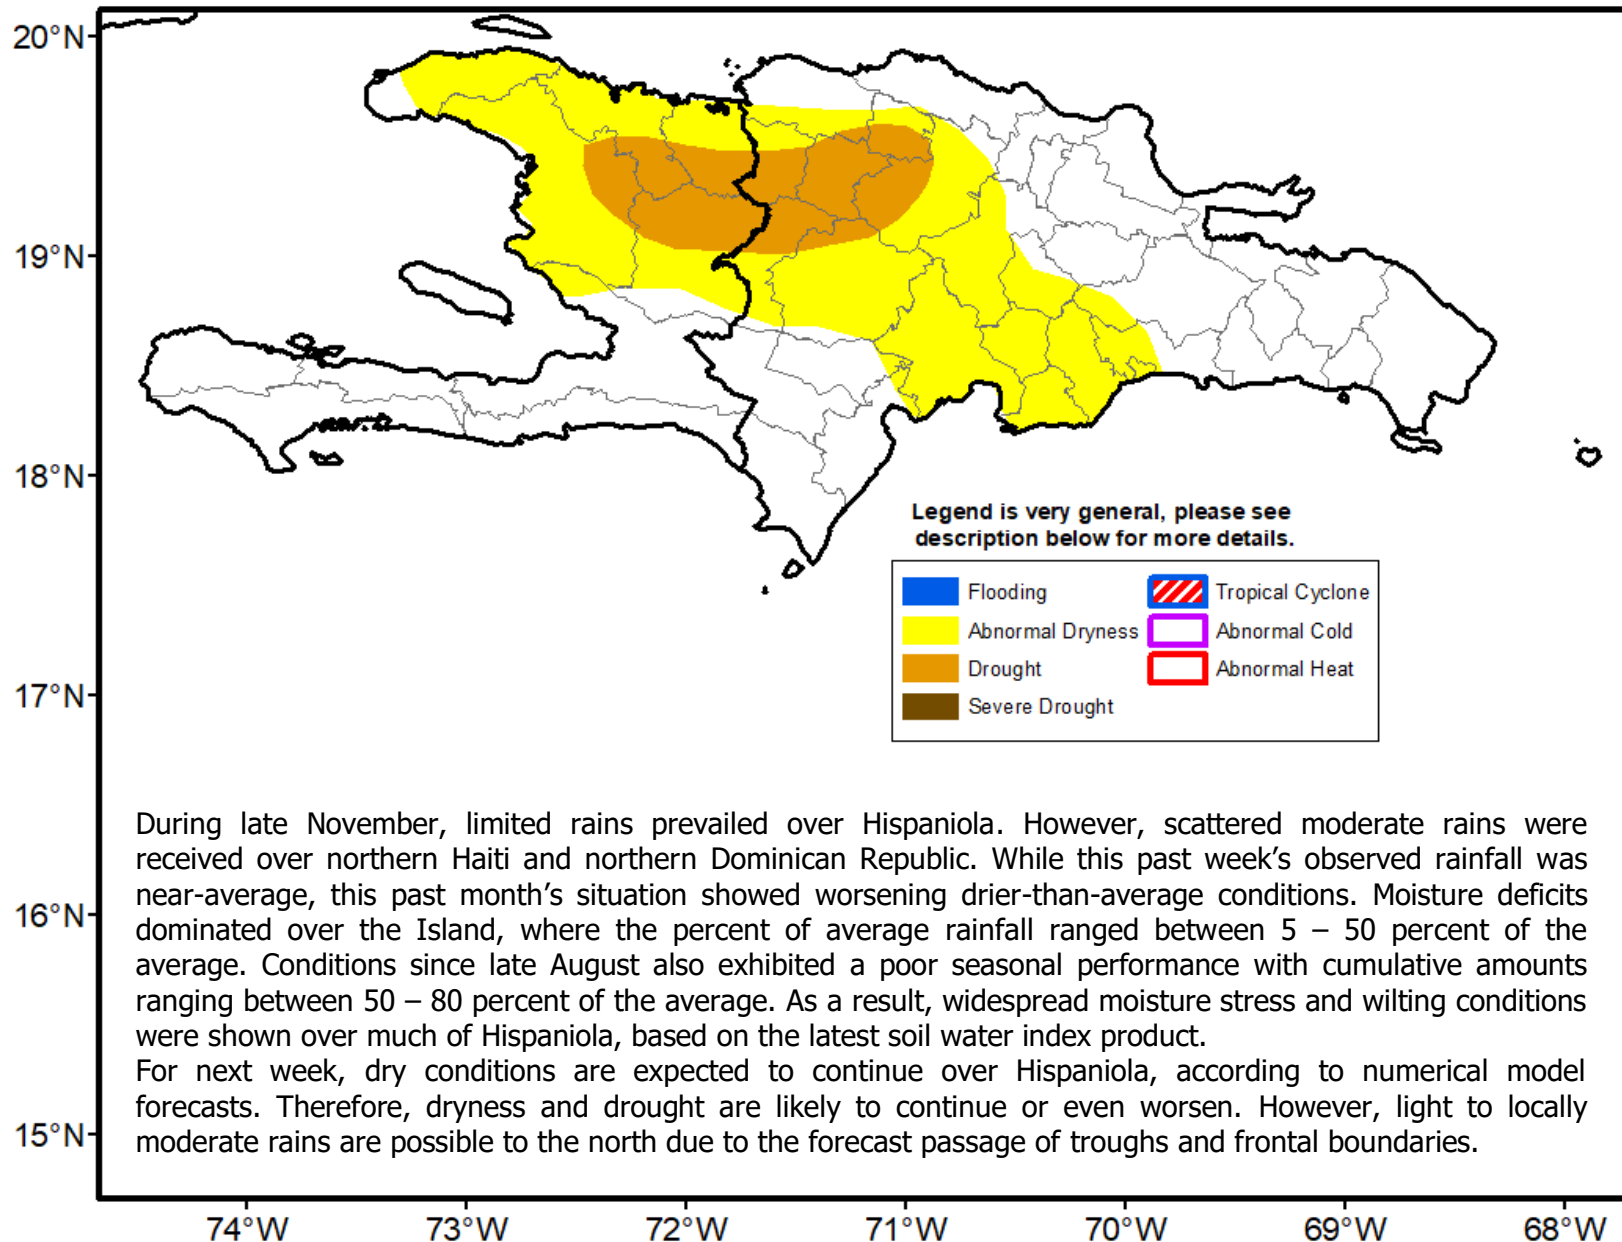 20°N
19°N
18°N
Legend is very general, please see
description below for more details.
Flooding
Tropical Cyclone
Abnormal Dryness
Abnormal Cold
Drought
Abnormal Heat
Severe Drought
17°N
During late November, limited rains prevailed over Hispaniola. However, scattered moderate rains were
received over northern Haiti and northern Dominican Republic. While this past week’s observed rainfall was
near-average, this past month’s situation showed worsening drier-than-average conditions. Moisture deficits
dominated over the Island, where the percent of average rainfall ranged between 5 – 50 percent of the
average. Conditions since late August also exhibited a poor seasonal performance with cumulative amounts
ranging between 50 – 80 percent of the average. As a result, widespread moisture stress and wilting conditions
were shown over much of Hispaniola, based on the latest soil water index product.
For next week, dry conditions are expected to continue over Hispaniola, according to numerical model
forecasts. Therefore, dryness and drought are likely to continue or even worsen. However, light to locally
moderate rains are possible to the north due to the forecast passage of troughs and frontal boundaries.
16°N
15°N
74°W
73°W
72°W
71°W
70°W
69°W
68°W